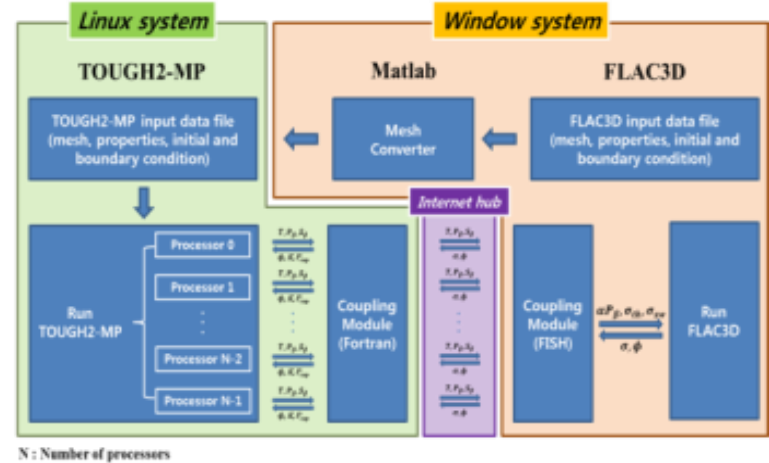 Linux system
Window system
TOUGH2-MP
Matlab
FLAC3D
TOUGH2-MP input data file
(mesh, properties, initial and
boundary condition)
Mesh
Converter
FLAC3D input data file
(mesh, properties, initial and
boundary condition)
Internet hub
Run
TOUGH2-MP
Processor 0
Processor 1
Processor N-2
Processor N-1
Coupling
Module
(Fortran)
Coupling
Module
(FISH)
σ, ϕ
Run
FLAC3D
N : Number of processors